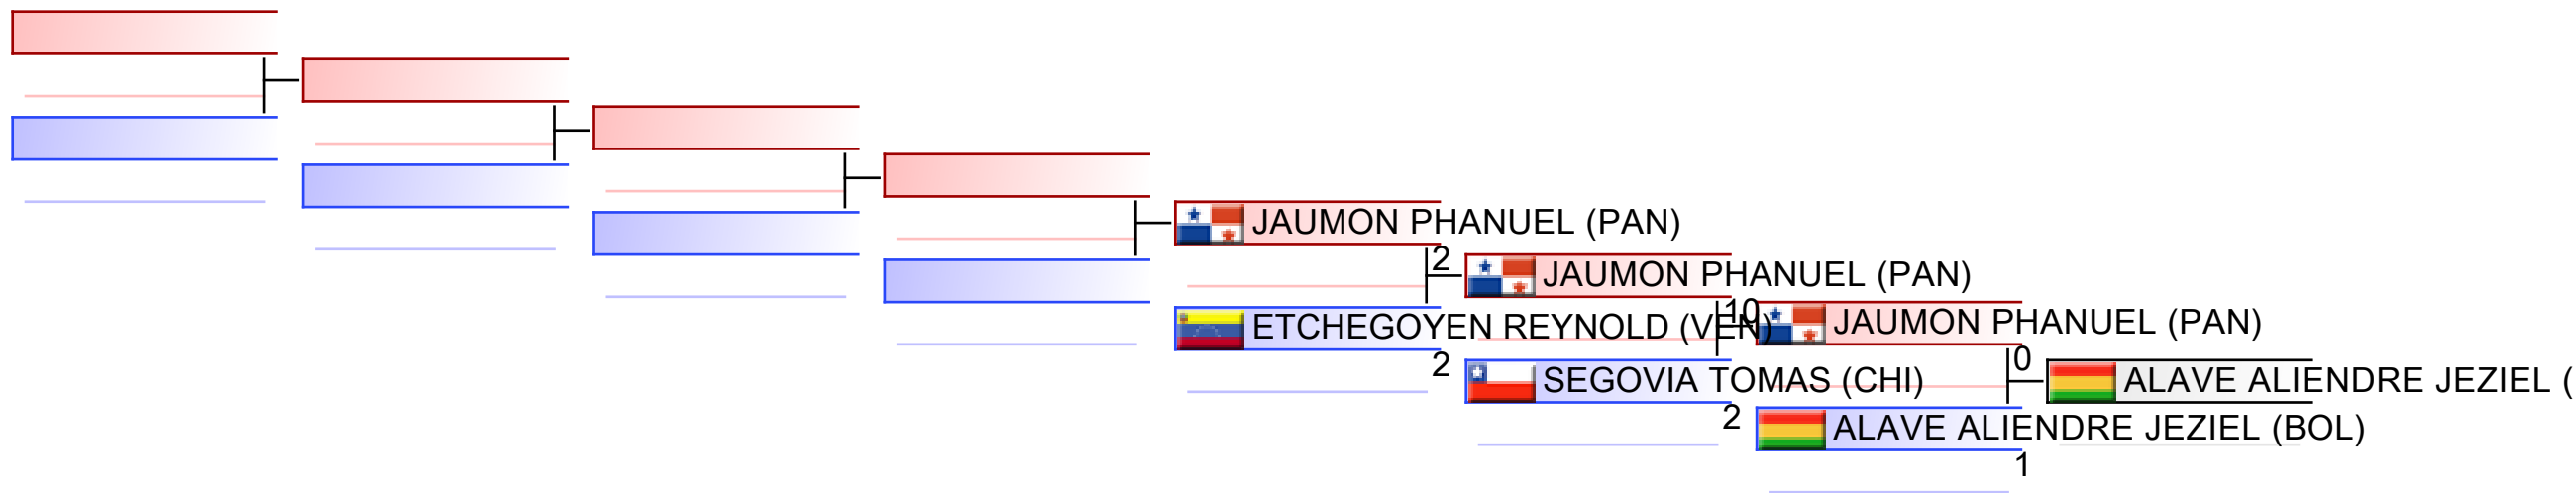 JAUMON PHANUEL (PAN)
2
ETCHEGOYEN REYNOLD (VEN)
2
JAUMON PHANUEL (PAN)
10
SEGOVIA TOMAS (CHI)
2
JAUMON PHANUEL (PAN)
0
ALAVE ALIENDRE JEZIEL (BOL)
1
ALAVE ALIENDRE JEZIEL (